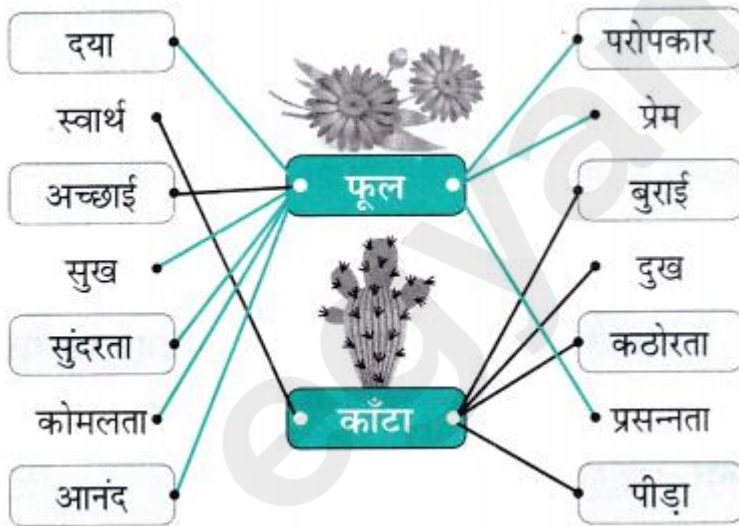 दया
स्वार्थ
अच्छाई
सुख
सुंदरता
कोमलता
आनंद
फूल
काँटा
परोपकार
प्रेम
बुराई
दुख
कठोरता
प्रसन्नता
पीड़ा